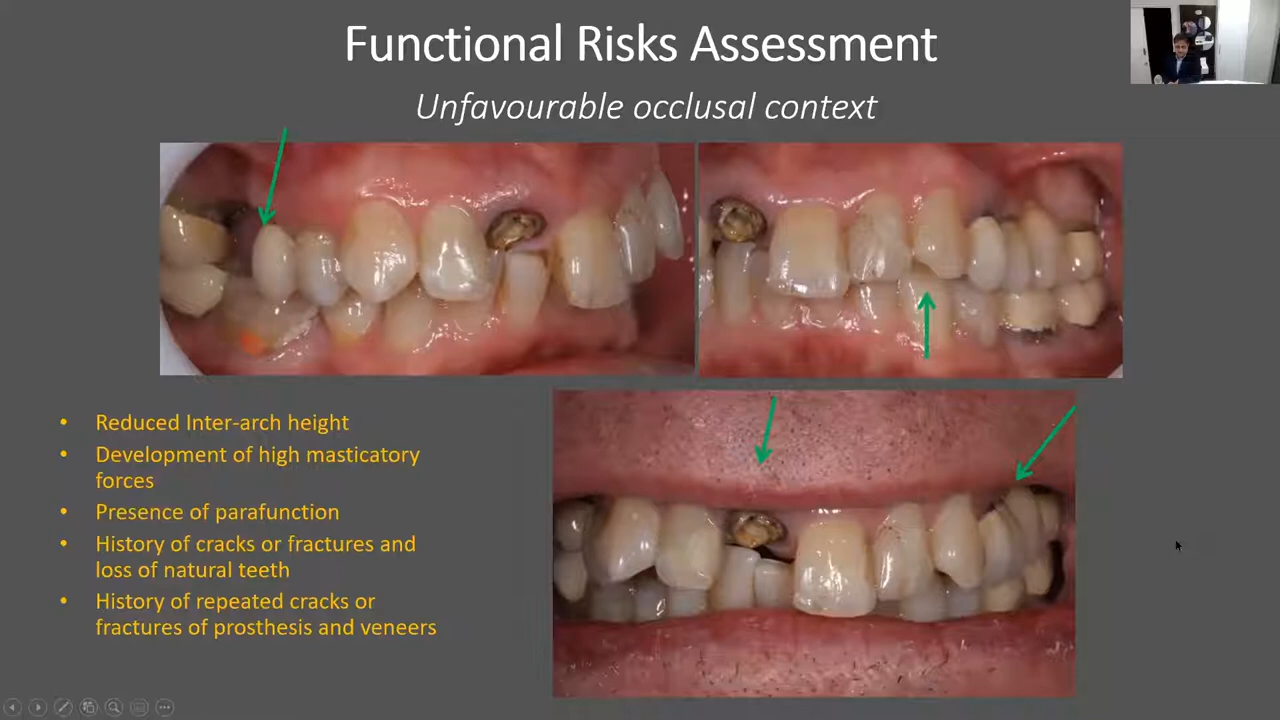 Functional Risks Assessment
Unfavourable occlusal context
• Reduced Inter-arch height
• Development of high masticatory
forces
• Presence of parafunction
• History of cracks or fractures and
loss of natural teeth
• History of repeated cracks or
fractures of prosthesis and veneers